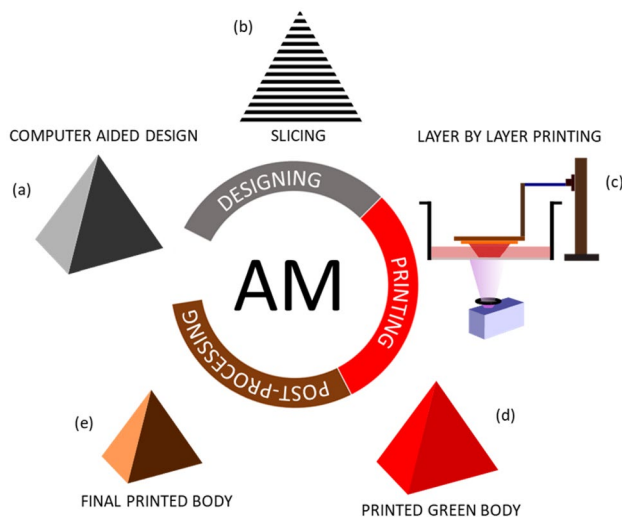 (b)
COMPUTER AIDED DESIGN
SLICING
LAYER BY LAYER PRINTING
(a)
(c)
DESIGNING
PRINTING
POST-PROCESSING
AM
(e)
(d)
FINAL PRINTED BODY
PRINTED GREEN BODY